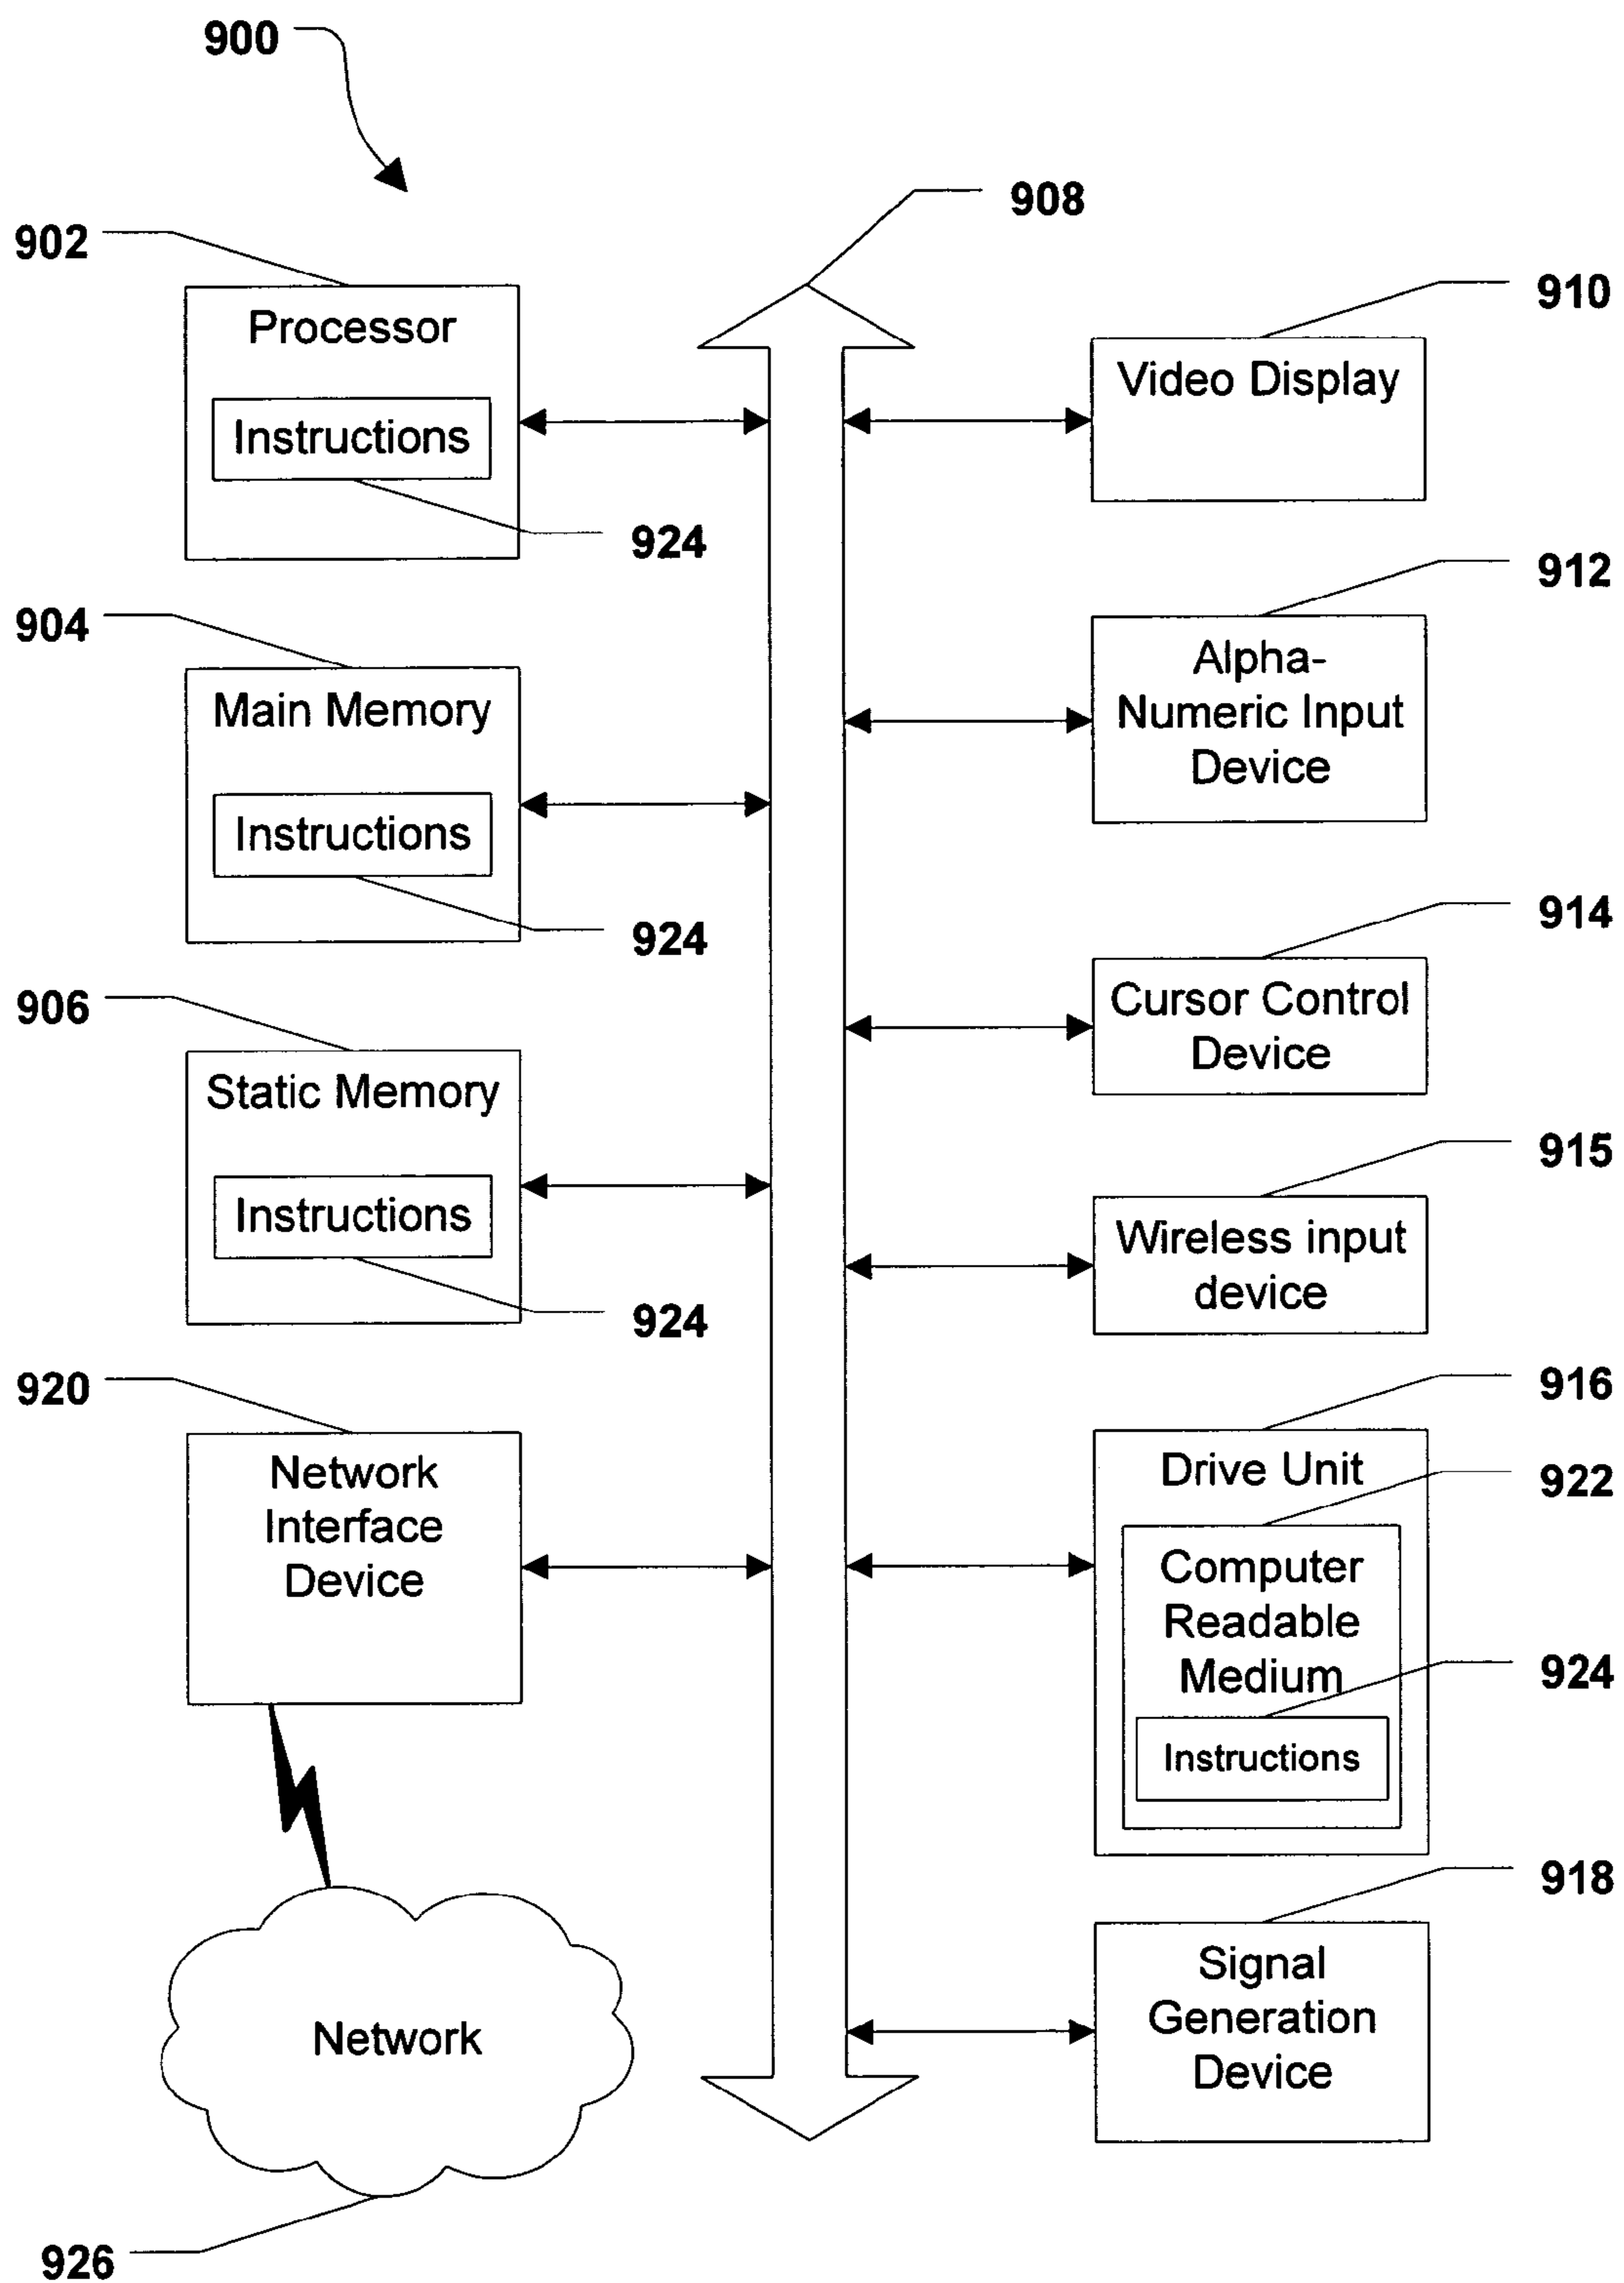 900
908
902
Processor
Instructions
924
904
Main Memory
Instructions
924
906
Static Memory
Instructions
924
920
Network
Interface
Device
Network
926
910
Video Display
912
Alpha-
Numeric Input
Device
914
Cursor Control
Device
915
Wireless input
device
916
Drive Unit
922
Computer
Readable
Medium
924
Instructions
918
Signal
Generation
Device